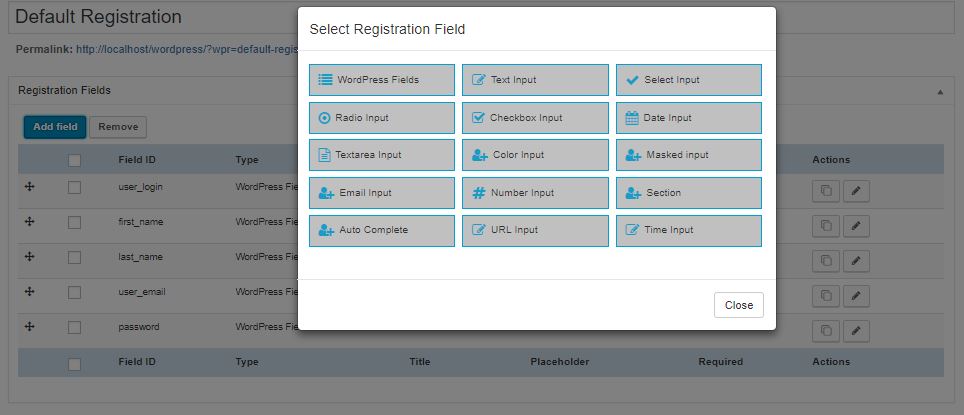 Default Registration
Permalink: http://localhost/wordpress/?wpr=default-regis
Registration Fields
Add field Remove
Field ID Type Actions
user_login WordPress Fie
first_name WordPress Fie
last_name WordPress Fie
user_email WordPress Fie
password WordPress Fie
Field ID Type Title Placeholder Required Actions
Select Registration Field
WordPress Fields Text Input Select Input
Radio Input Checkbox Input Date Input
Textarea Input Color Input Masked input
Email Input Number Input Section
Auto Complete URL Input Time Input
Close